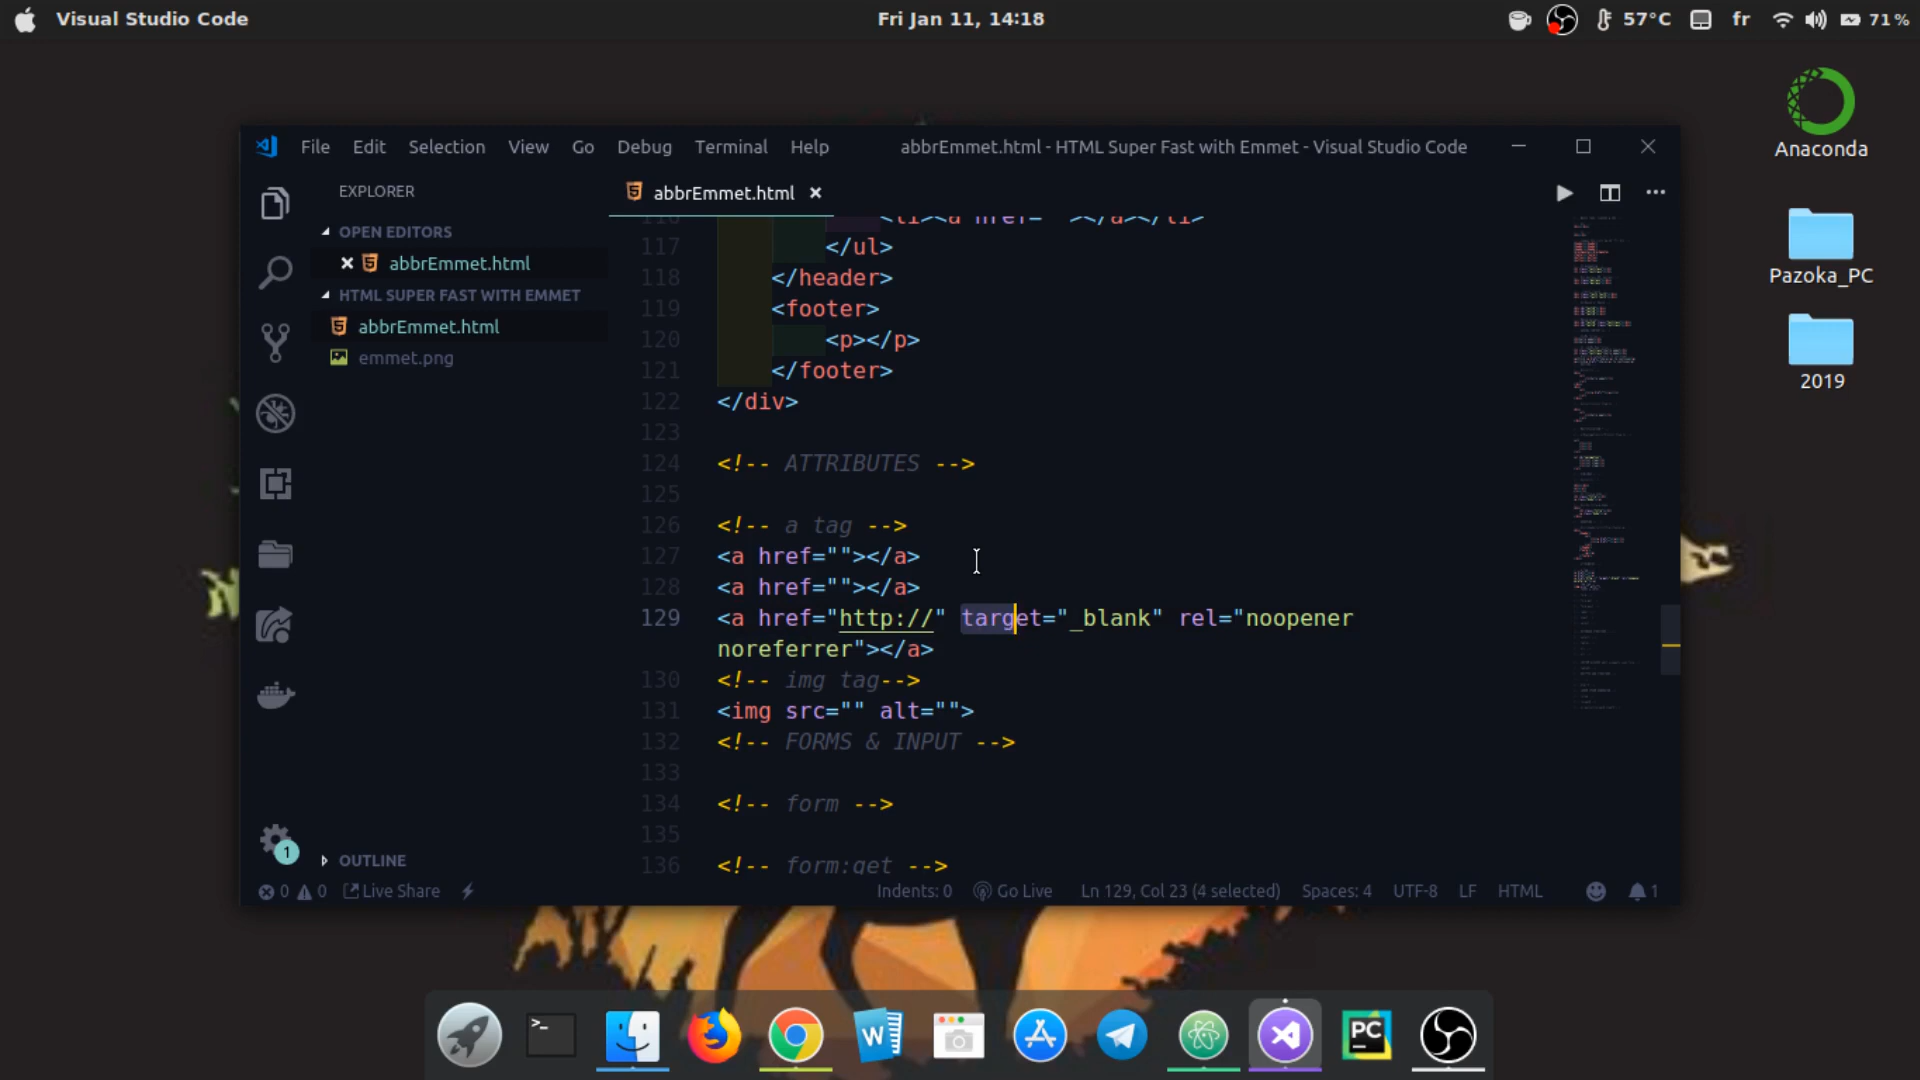 Visual Studio Code
Fri Jan 11, 14:18
57°C
fr
71%
Anaconda
Pazoka_PC
2019
File Edit Selection View Go Debug Terminal Help
abbrEmmet.html - HTML Super Fast with Emmet - Visual Studio Code
EXPLORER
OPEN EDITORS
abbrEmmet.html
HTML SUPER FAST WITH EMMET
abbrEmmet.html
emmet.png
OUTLINE
1
abbrEmmet.html
116 <li><a href=" "></a></li>
117 </ul>
118 </header>
119 <footer>
120 <p></p>
121 </footer>
122 </div>
123
124 <!-- ATTRIBUTES -->
125
126 <!-- a tag -->
127 <a href=""></a>
128 <a href=""></a>
129 <a href="http://" target="_blank" rel="noopener
noreferrer"></a>
130 <!-- img tag-->
131 <img src="" alt="">
132 <!-- FORMS & INPUT -->
133
134 <!-- form -->
135
136 <!-- form:get -->
0 0 Live Share
Indents: 0 Go Live Ln 129, Col 23 (4 selected) Spaces: 4 UTF-8 LF HTML 1
>_
W
PC